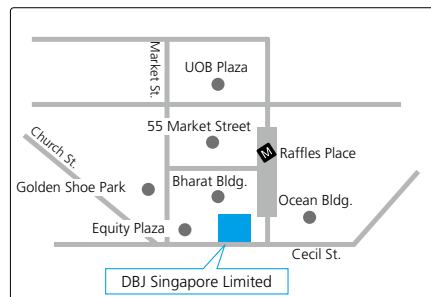 Market St.
UOB Plaza
Church St.
55 Market Street
M
Raffles Place
Golden Shoe Park
Bharat Bldg.
Ocean Bldg.
Equity Plaza
Cecil St.
DBJ Singapore Limited